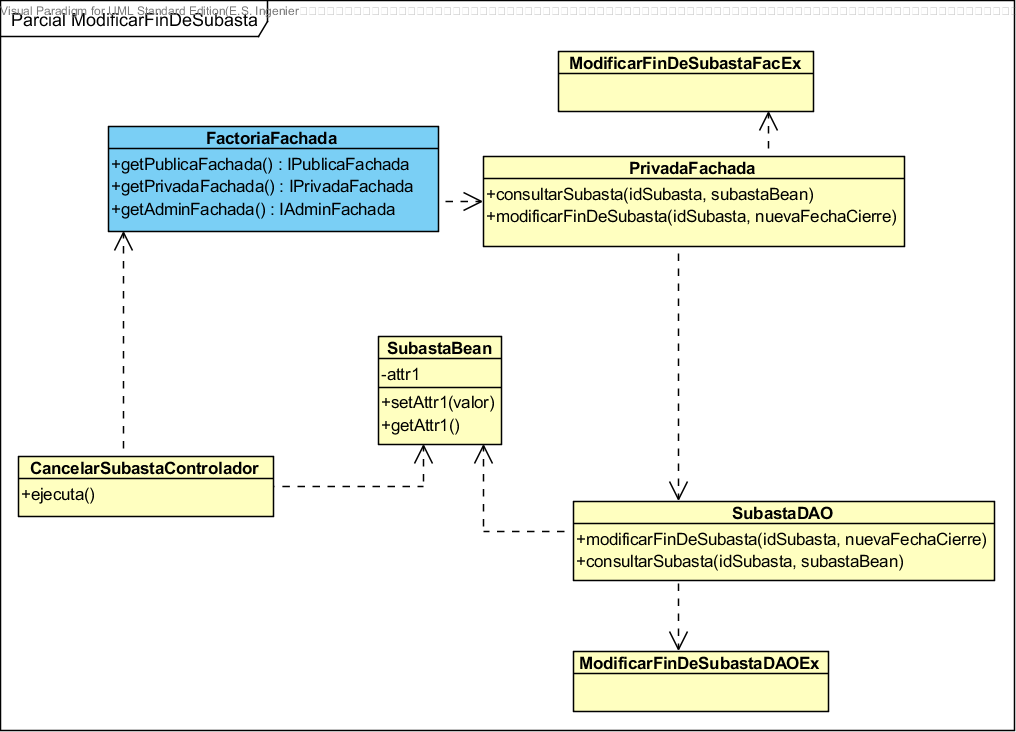 Visual Paradigm for UML Standard Edition(E.S. Ingenier
Parcial ModificarFinDeSubasta
ModificarFinDeSubastaFacEx
FactoriaFachada
+getPublicaFachada() : IPublicaFachada
+getPrivadaFachada() : IPrivadaFachada
+getAdminFachada() : IAdminFachada
PrivadaFachada
+consultarSubasta(idSubasta, subastaBean)
+modificarFinDeSubasta(idSubasta, nuevaFechaCierre)
SubastaBean
-attr1
+setAttr1(valor)
+getAttr1()
CancelarSubastaControlador
+ejecuta()
SubastaDAO
+modificarFinDeSubasta(idSubasta, nuevaFechaCierre)
+consultarSubasta(idSubasta, subastaBean)
ModificarFinDeSubastaDAOEx